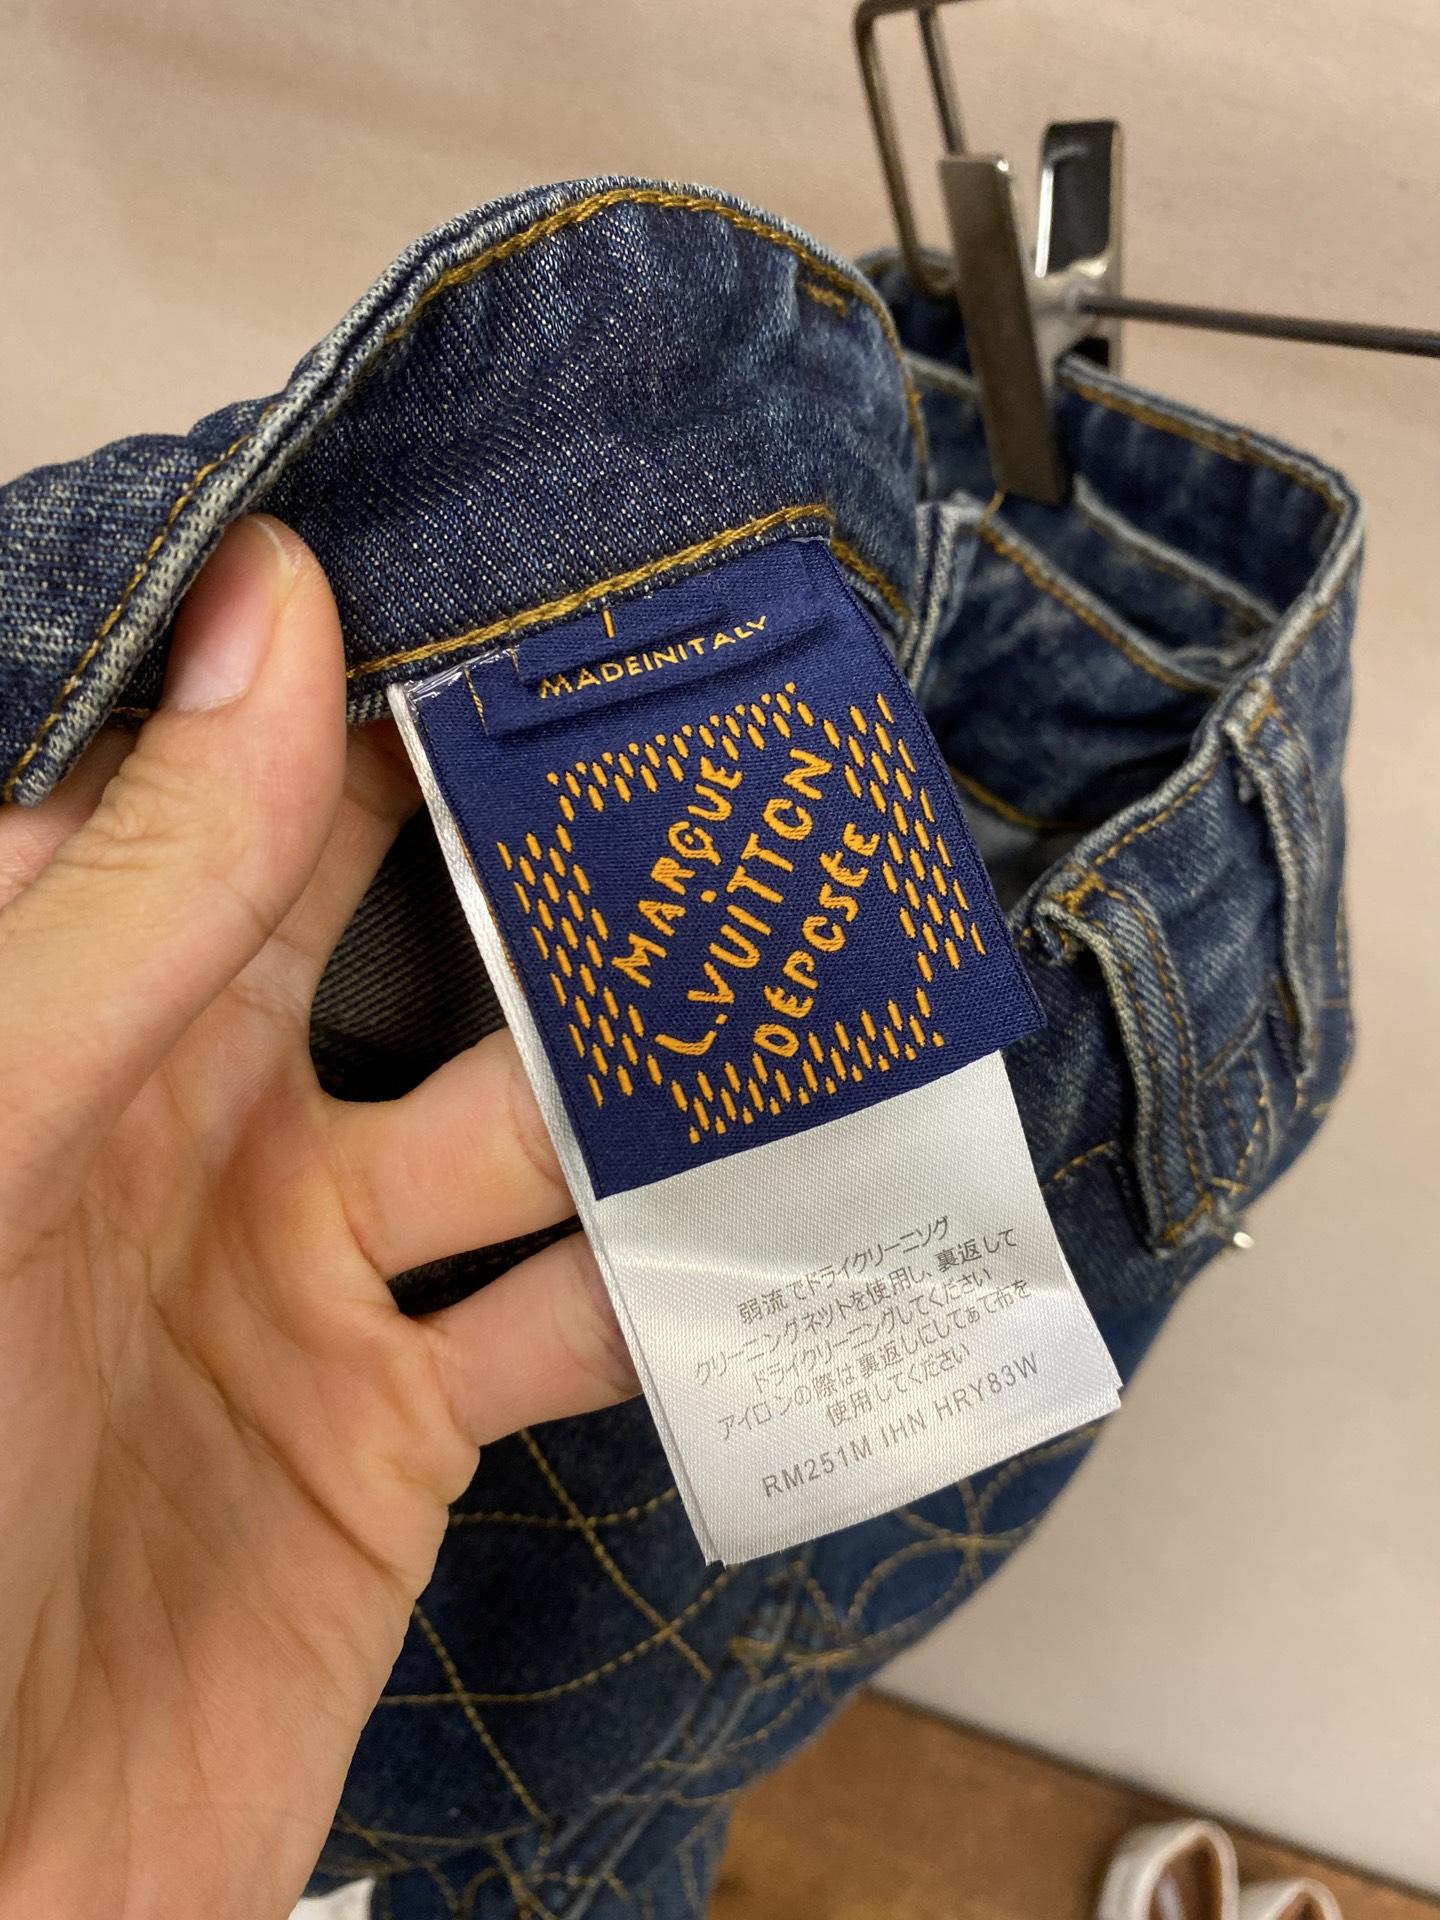 MADEINITALY
MARQUE
L.VUITTON
DEPOSEE
弱流でドライクリーニング
クリーニングネットを使用し、裏返して
ドライクリーニングしてください
アイロンの際は裏返しにしてあて布を
使用してください
RM251M IHN HRY83W